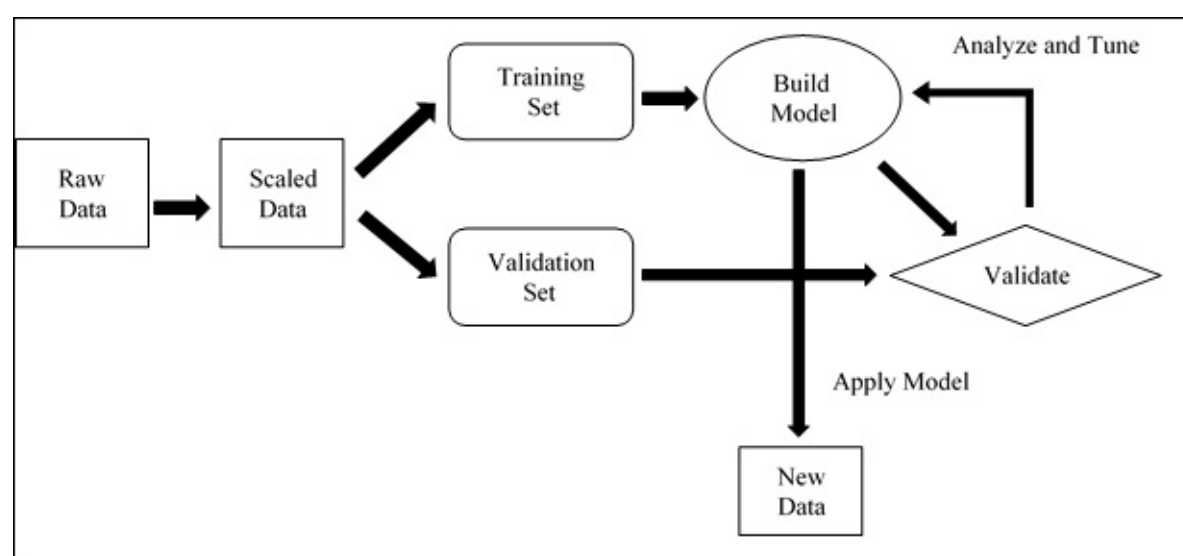 Raw
Data
Scaled
Data
Training
Set
Validation
Set
Build
Model
Analyze and Tune
Validate
Apply Model
New
Data